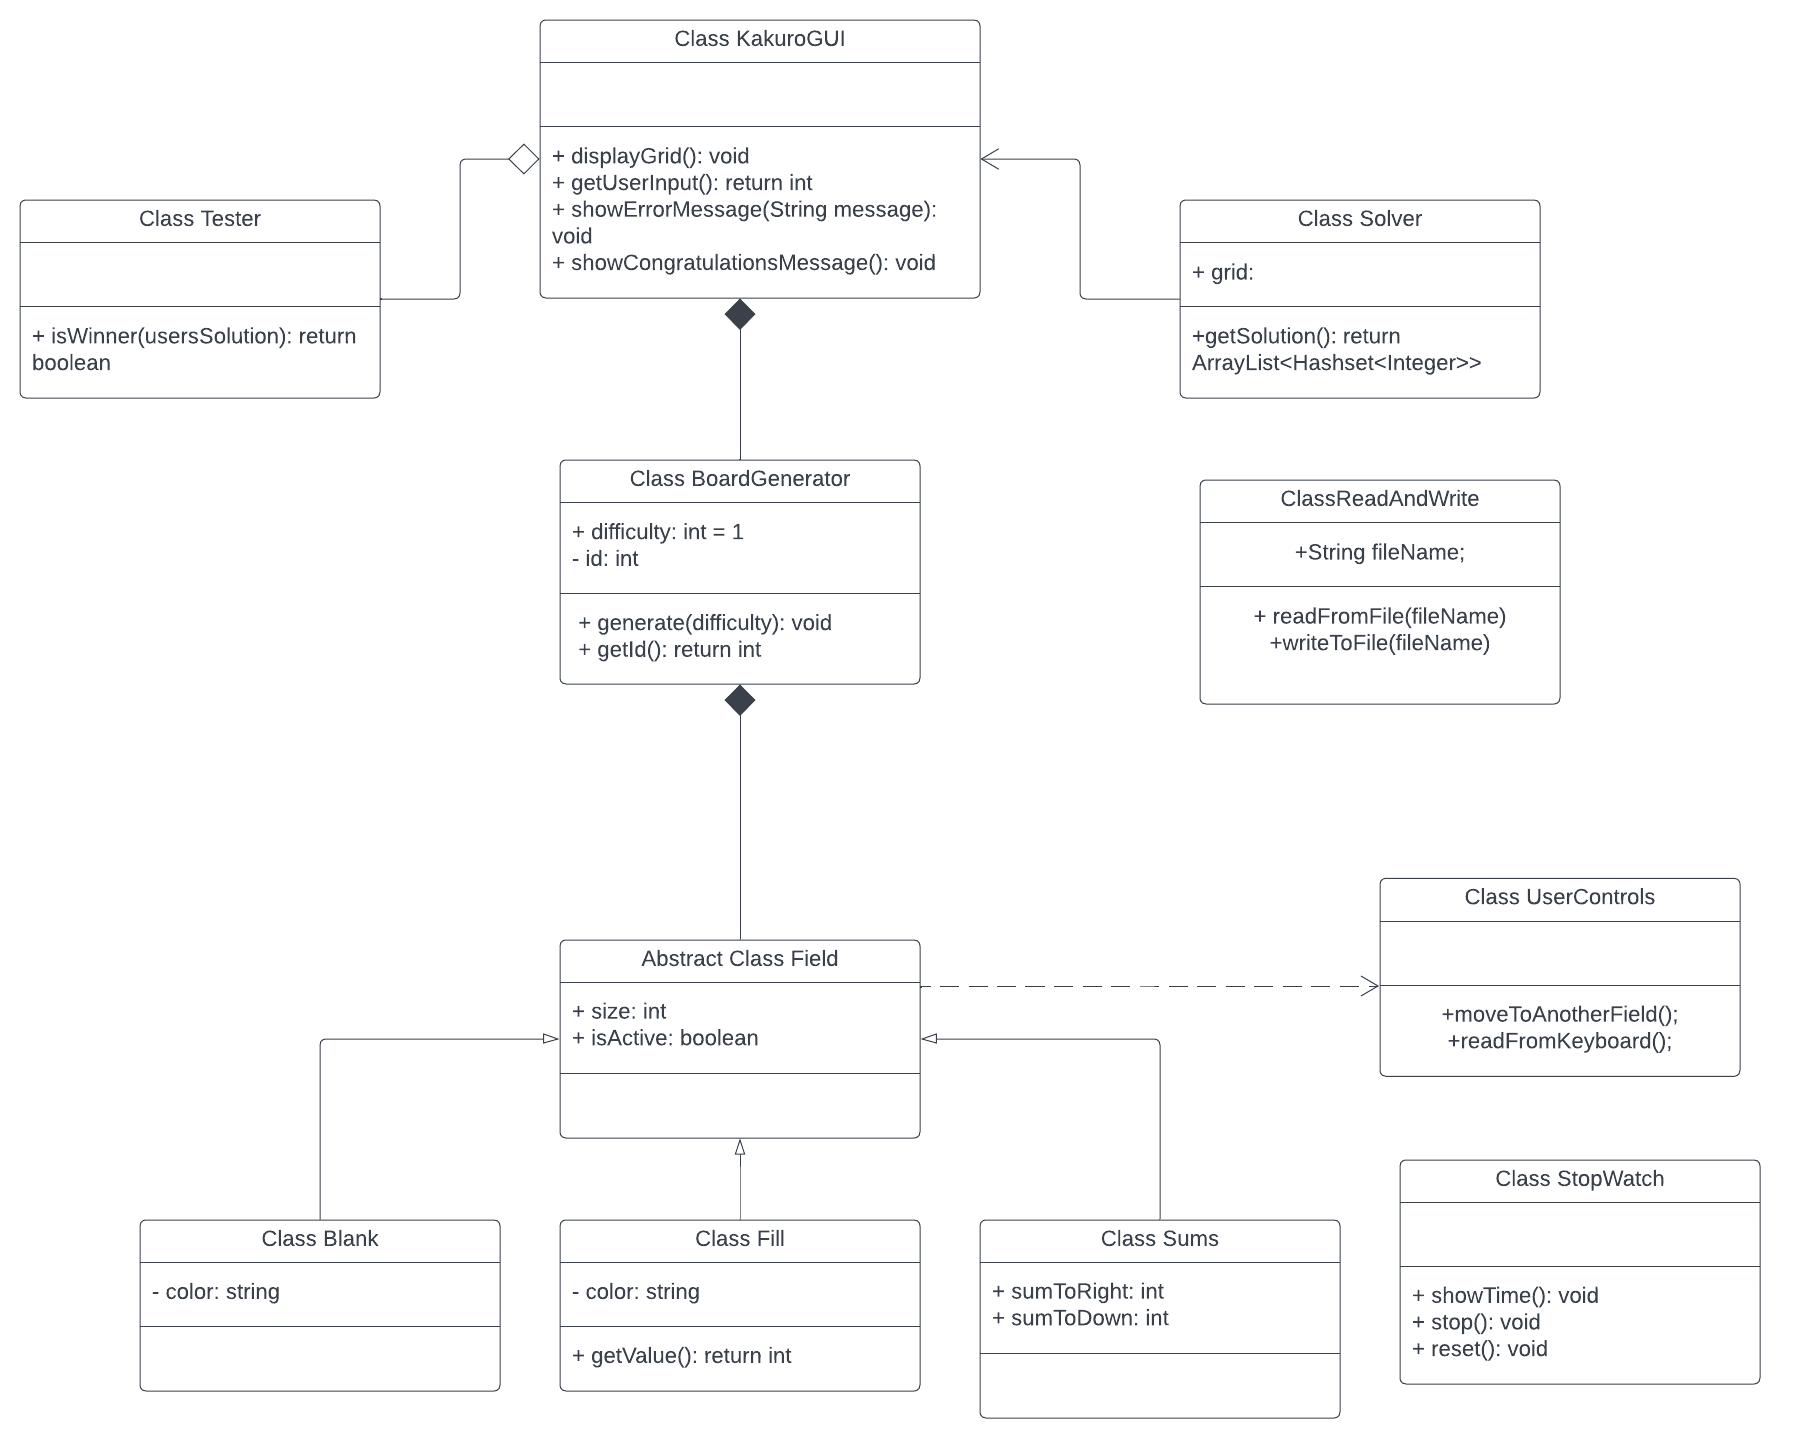 Class KakuroGUI
+ displayGrid(): void
+ getUserInput(): return int
+ showErrorMessage(String message):
void
+ showCongratulationsMessage(): void
Class Tester
+ isWinner(usersSolution): return
boolean
Class Solver
+ grid:
+getSolution(): return
ArrayList<Hashset<Integer>>
Class BoardGenerator
+ difficulty: int = 1
- id: int
+ generate(difficulty): void
+ getId(): return int
ClassReadAndWrite
+String fileName;
+ readFromFile(fileName)
+writeToFile(fileName)
Abstract Class Field
+ size: int
+ isActive: boolean
Class UserControls
+moveToAnotherField();
+readFromKeyboard();
Class Blank
- color: string
Class Fill
- color: string
+ getValue(): return int
Class Sums
+ sumToRight: int
+ sumToDown: int
Class StopWatch
+ showTime(): void
+ stop(): void
+ reset(): void